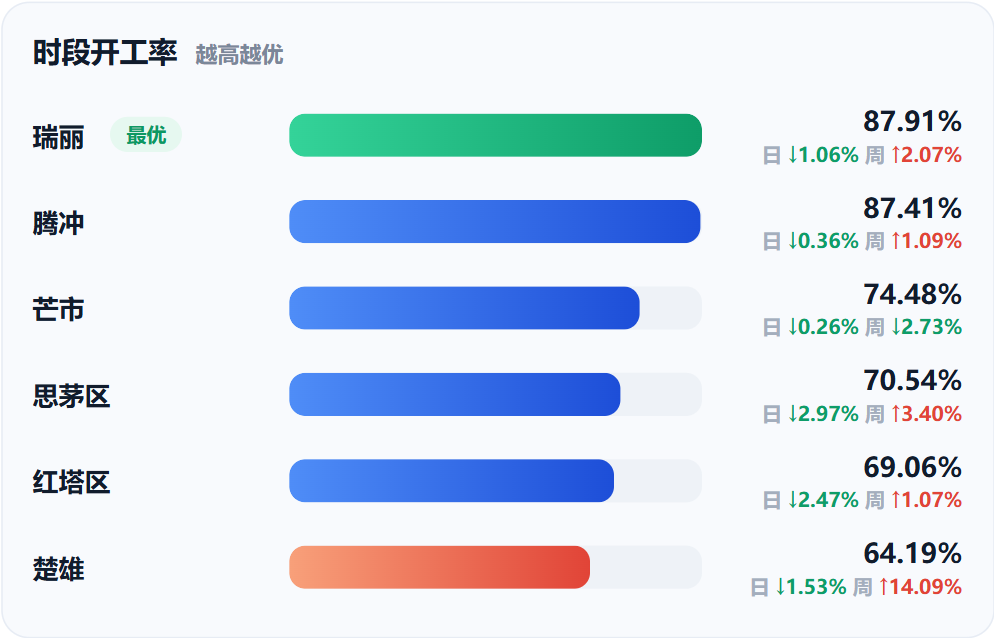 时段开工率 越高越优
瑞丽 最优 87.91%
日 ↓1.06% 周 ↑2.07%
腾冲 87.41%
日 ↓0.36% 周 ↑1.09%
芒市 74.48%
日 ↓0.26% 周 ↓2.73%
思茅区 70.54%
日 ↓2.97% 周 ↑3.40%
红塔区 69.06%
日 ↓2.47% 周 ↑1.07%
楚雄 64.19%
日 ↓1.53% 周 ↑14.09%